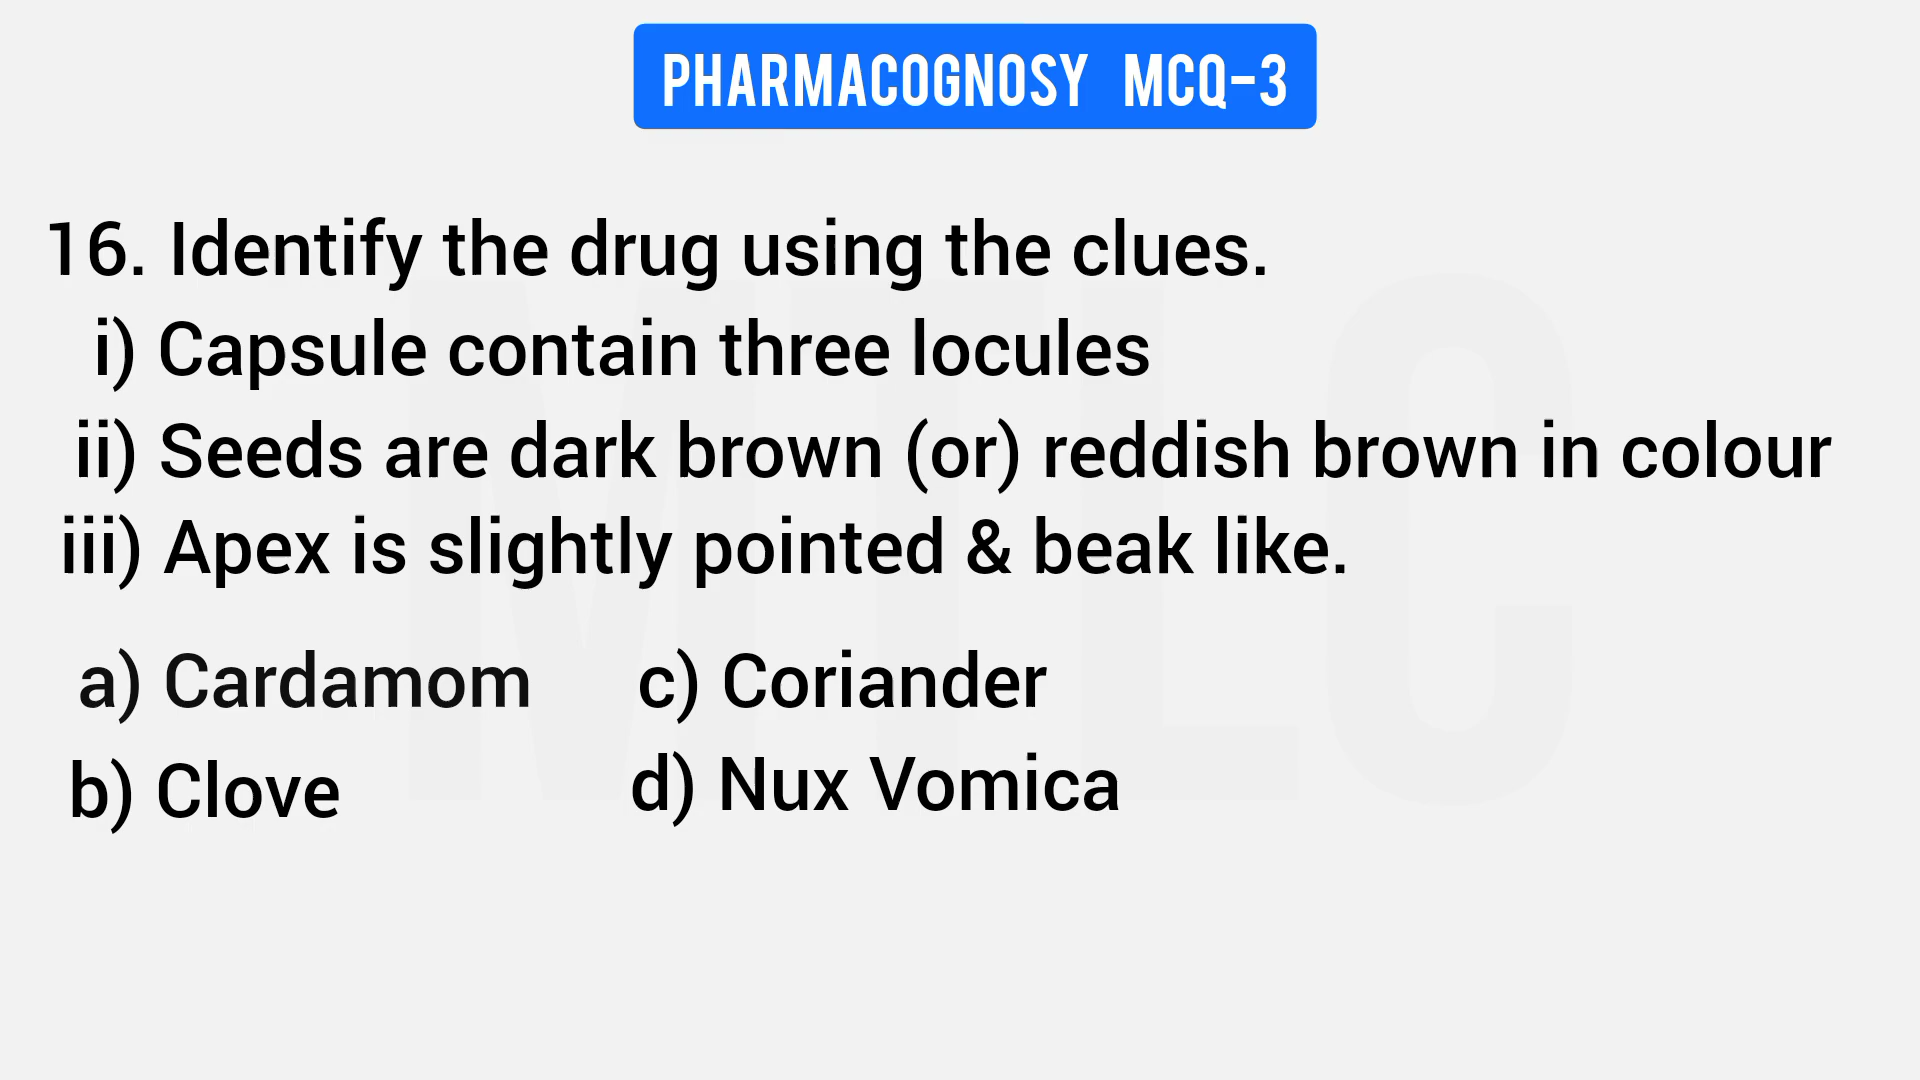 PHARMACOGNOSY MCQ-3
16. Identify the drug using the clues.
i) Capsule contain three locules
ii) Seeds are dark brown (or) reddish brown in colour
iii) Apex is slightly pointed & beak like.
a) Cardamom c) Coriander
b) Clove d) Nux Vomica
MTLC